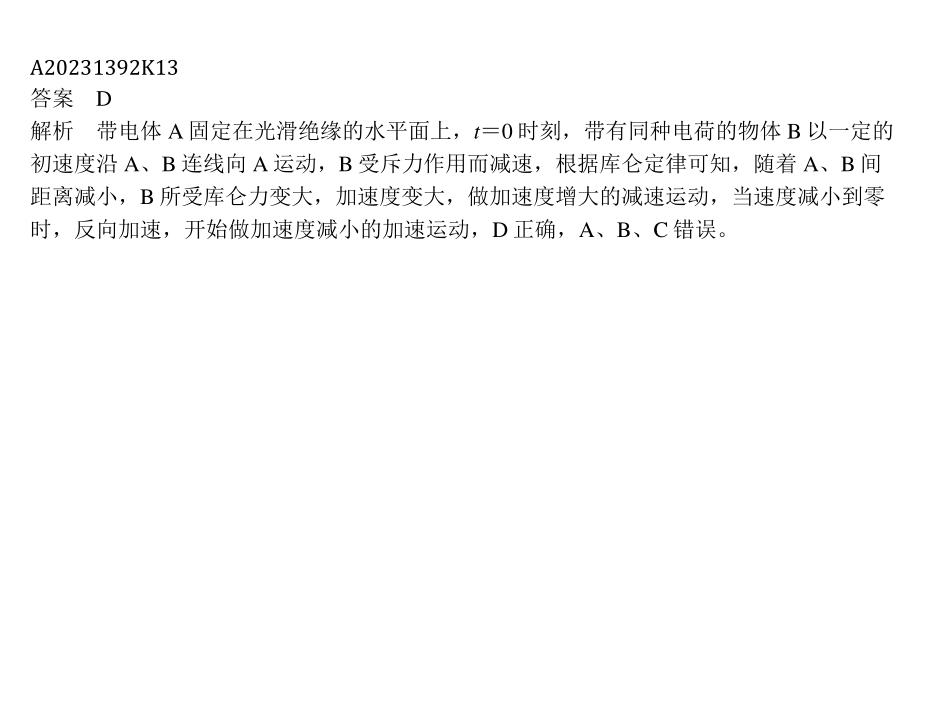 A20231392K13
答案　D
解析　带电体 A 固定在光滑绝缘的水平面上，t＝0 时刻，带有同种电荷的物体 B 以一定的
初速度沿 A、B 连线向 A 运动，B 受斥力作用而减速，根据库仑定律可知，随着 A、B 间
距离减小，B 所受库仑力变大，加速度变大，做加速度增大的减速运动，当速度减小到零
时，反向加速，开始做加速度减小的加速运动，D 正确，A、B、C 错误。